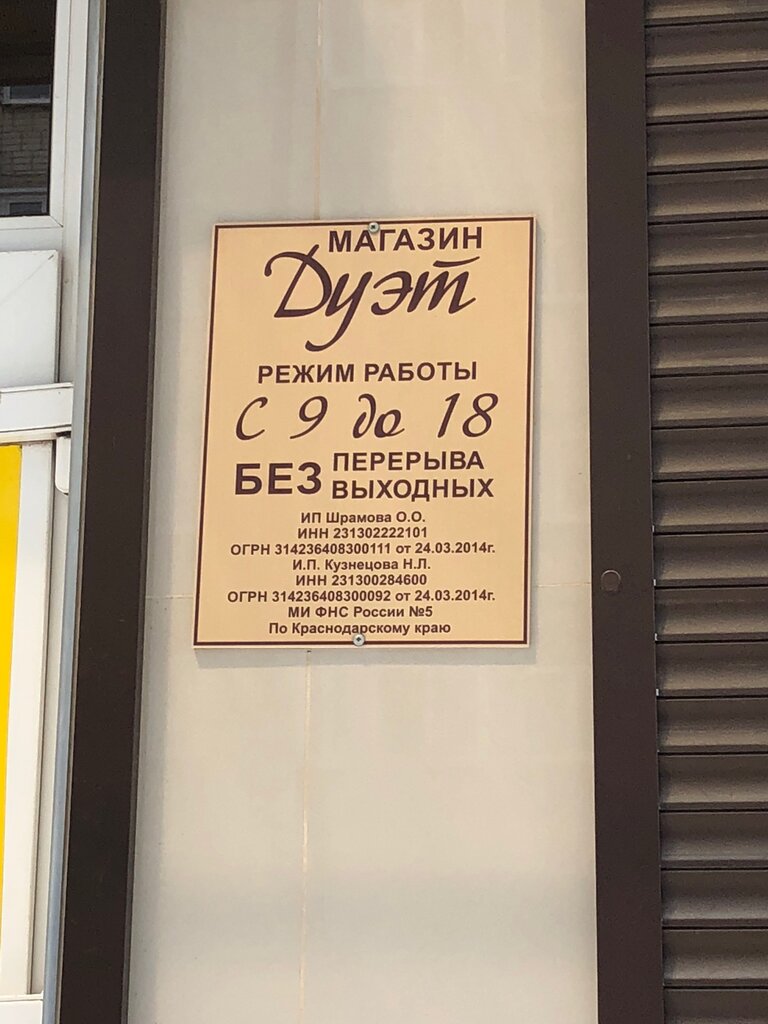 МАГАЗИН
Дуэт
РЕЖИМ РАБОТЫ
С 9 до 18
БЕЗ ПЕРЕРЫВА
ВЫХОДНЫХ
ИП Шрамова О.О.
ИНН 231302222101
ОГРН 314236408300111 от 24.03.2014г.
И.П. Кузнецова Н.Л.
ИНН 231300284600
ОГРН 314236408300092 от 24.03.2014г.
МИ ФНС России №5
По Краснодарскому краю